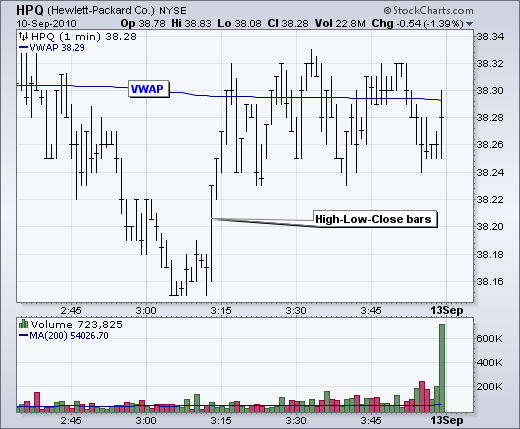 HPQ (Hewlett-Packard Co.) NYSE © StockCharts.com
10-Sep-2010 Op 38.78 Hi 38.83 Lo 38.08 Cl 38.28 Vol 22.8M Chg -0.54 (-1.39%)
HPQ (1 min) 38.28
VWAP 38.29
38.34
38.32
VWAP
38.30
38.28
38.26
38.24
38.22
High-Low-Close bars
38.20
38.18
38.16
2:45 3:00 3:15 3:30 3:45 13Sep
Volume 723,825
MA(200) 54026.70
600K
400K
200K
2:45 3:00 3:15 3:30 3:45 13Sep